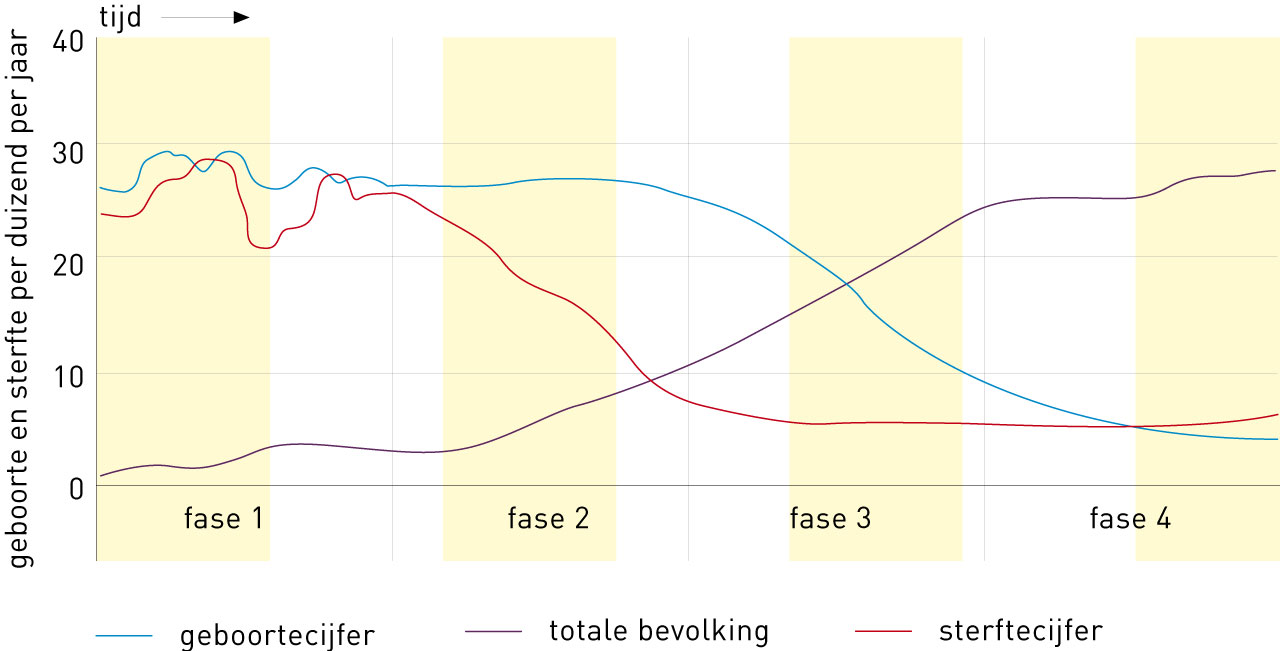 tijd
geboorte en sterfte per duizend per jaar
40
30
20
10
0
fase 1
fase 2
fase 3
fase 4
geboortecijfer
totale bevolking
sterftecijfer